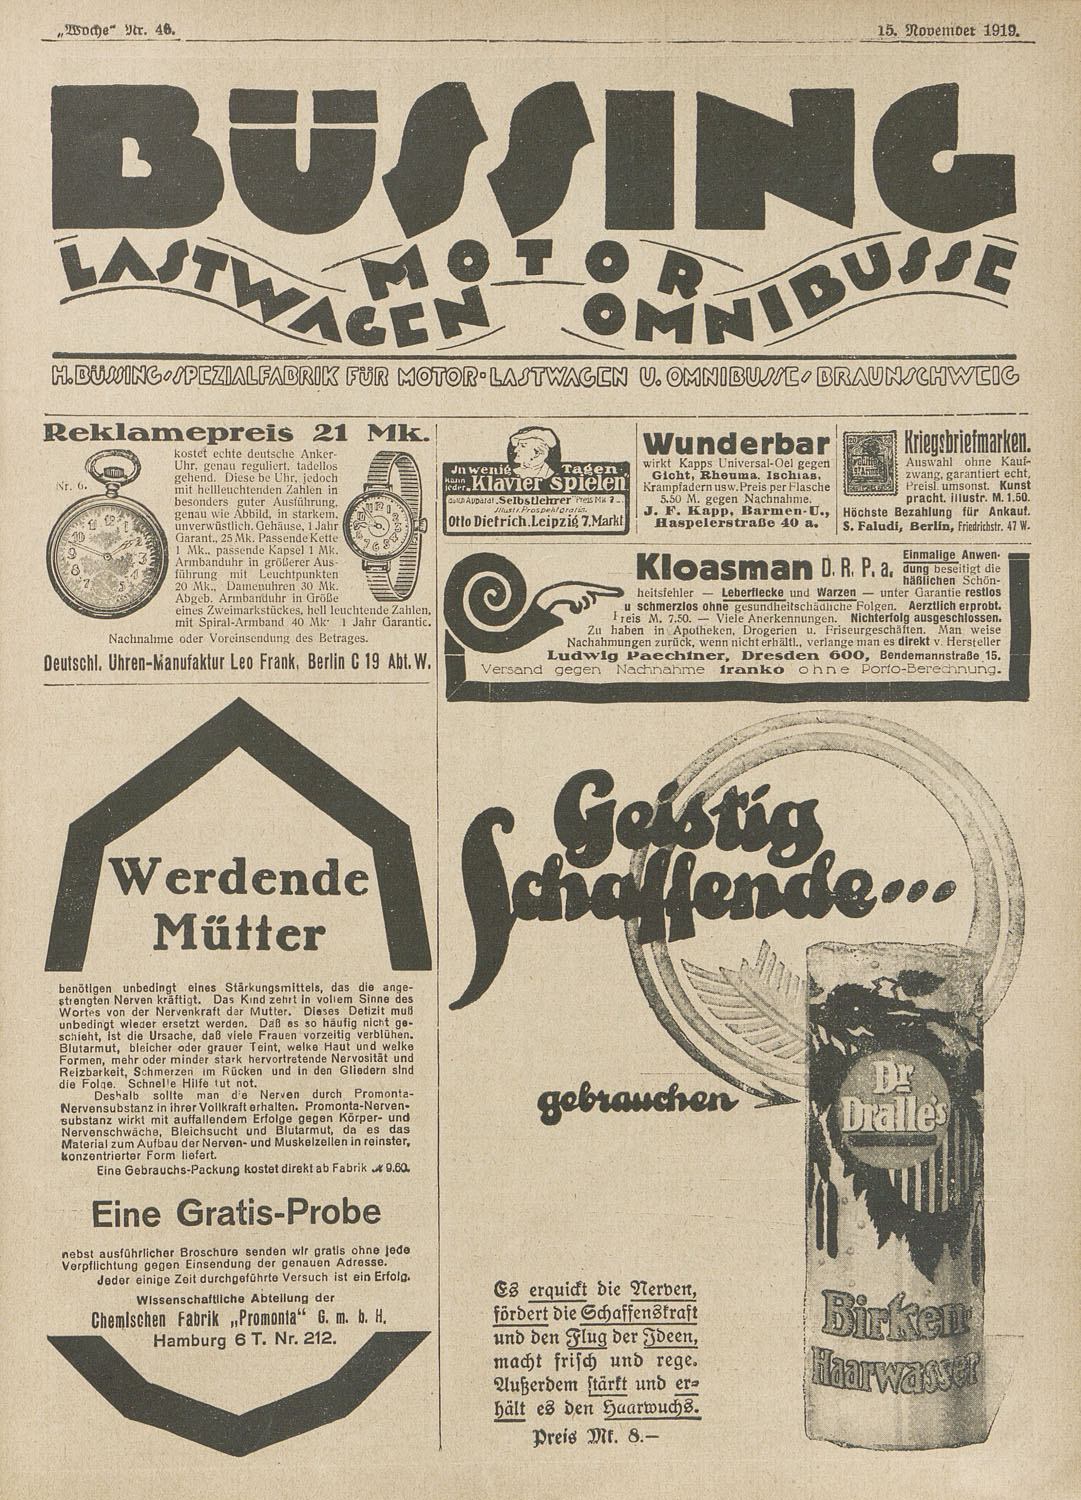 „Woche“ Nr. 46.
15. November 1919.
BÜSSING
LASTWAGEN MOTOR OMNIBUSSE
H. BÜSSING SPEZIALFABRIK FÜR MOTOR-LASTWAGEN U. OMNIBUSSE BRAUNSCHWEIG
Reklamepreis 21 Mk.
Nr. 6.
kostet echte deutsche Anker-
Uhr, genau reguliert, tadellos
gehend. Diese be Uhr, jedoch
mit hellleuchtenden Zahlen in
besonders guter Ausführung,
genau wie Abbild, in starkem,
unverwüstlich. Gehäuse, 1 Jahr
Garant., 25 Mk. Passende Kette
1 Mk., passende Kapsel 1 Mk.
Armbanduhr in größerer Aus-
führung mit Leuchtpunkten
20 Mk., Damenuhren 30 Mk.
Abgeb. Armbanduhr in Größe
eines Zweimarkstückes, hell leuchtende Zahlen,
mit Spiral-Armband 40 Mk· 1 Jahr Garantie.
Nachnahme oder Voreinsendung des Betrages.
Deutschl. Uhren-Manufaktur Leo Frank, Berlin C 19 Abt. W.
In wenig Tagen
kann jeder Klavier spielen
durch Apparat „Selbstlehrer“ Preis Mk
Illustr. Prospekt gratis.
Otto Dietrich, Leipzig 7, Markt
Wunderbar
wirkt Kapps Universal-Oel gegen
Gicht, Rheuma, Ischias,
Krampfadern usw. Preis per Flasche
5.50 M. gegen Nachnahme.
J. F. Kapp, Barmen-U.,
Haspelerstraße 40 a.
Kriegsbriefmarken.
Auswahl ohne Kauf-
zwang, garantiert echt.
Preisl. umsonst. Kunst
pracht. illustr. M. 1.50.
Höchste Bezahlung für Ankauf.
S. Faludi, Berlin, Friedrichstr. 47 W.
Kloasman D. R. P. a.
Einmalige Anwen-
dung beseitigt die
häßlichen Schön-
heitsfehler — Leberflecke und Warzen — unter Garantie restlos
u schmerzlos ohne gesundheitschädliche Folgen. Aerztlich erprobt.
Preis M. 7.50. — Viele Anerkennungen. Nichterfolg ausgeschlossen.
Zu haben in Apotheken, Drogerien u. Friseurgeschäften. Man weise
Nachahmungen zurück, wenn nicht erhältl., verlange man es direkt v. Hersteller
Ludwig Paechtner, Dresden 600, Bendemannstraße 15.
Versand gegen Nachnahme franko ohne Porto-Berechnung.
Werdende
Mütter
benötigen unbedingt eines Stärkungsmittels, das die ange-
strengten Nerven kräftigt. Das Kind zehrt in vollem Sinne des
Wortes von der Nervenkraft der Mutter. Dieses Defizit muß
unbedingt wieder ersetzt werden. Daß es so häufig nicht ge-
schieht, ist die Ursache, daß viele Frauen vorzeitig verblühen.
Blutarmut, bleicher oder grauer Teint, welke Haut und welke
Formen, mehr oder minder stark hervortretende Nervosität und
Reizbarkeit, Schmerzen im Rücken und in den Gliedern sind
die Folge. Schnelle Hilfe tut not.
Deshalb sollte man die Nerven durch Promonta-
Nervensubstanz in ihrer Vollkraft erhalten. Promonta-Nerven-
substanz wirkt mit auffallendem Erfolge gegen Körper- und
Nervenschwäche, Bleichsucht und Blutarmut, da es das
Material zum Aufbau der Nerven- und Muskelzellen in reinster,
konzentrierter Form liefert.
Eine Gebrauchs-Packung kostet direkt ab Fabrik ℳ 9.60.
Eine Gratis-Probe
nebst ausführlicher Broschüre senden wir gratis ohne jede
Verpflichtung gegen Einsendung der genauen Adresse.
Jeder einige Zeit durchgeführte Versuch ist ein Erfolg.
Wissenschaftliche Abteilung der
Chemischen Fabrik „Promonta“ G. m. b. H.
Hamburg 6 T. Nr. 212.
Geistig
Schaffende...
gebrauchen
Dr
Dralle's
Birken
Haarwasser
Es erquickt die Nerven,
fördert die Schaffenskraft
und den Flug der Ideen,
macht frisch und rege.
Außerdem stärkt und er-
hält es den Haarwuchs.
Preis Mk. 8.—